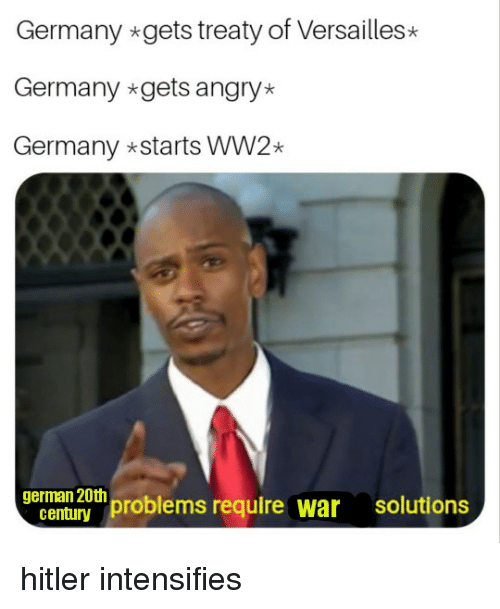 Germany *gets treaty of Versailles*
Germany *gets angry*
Germany *starts WW2*
german 20th century problems require war solutions
hitler intensifies